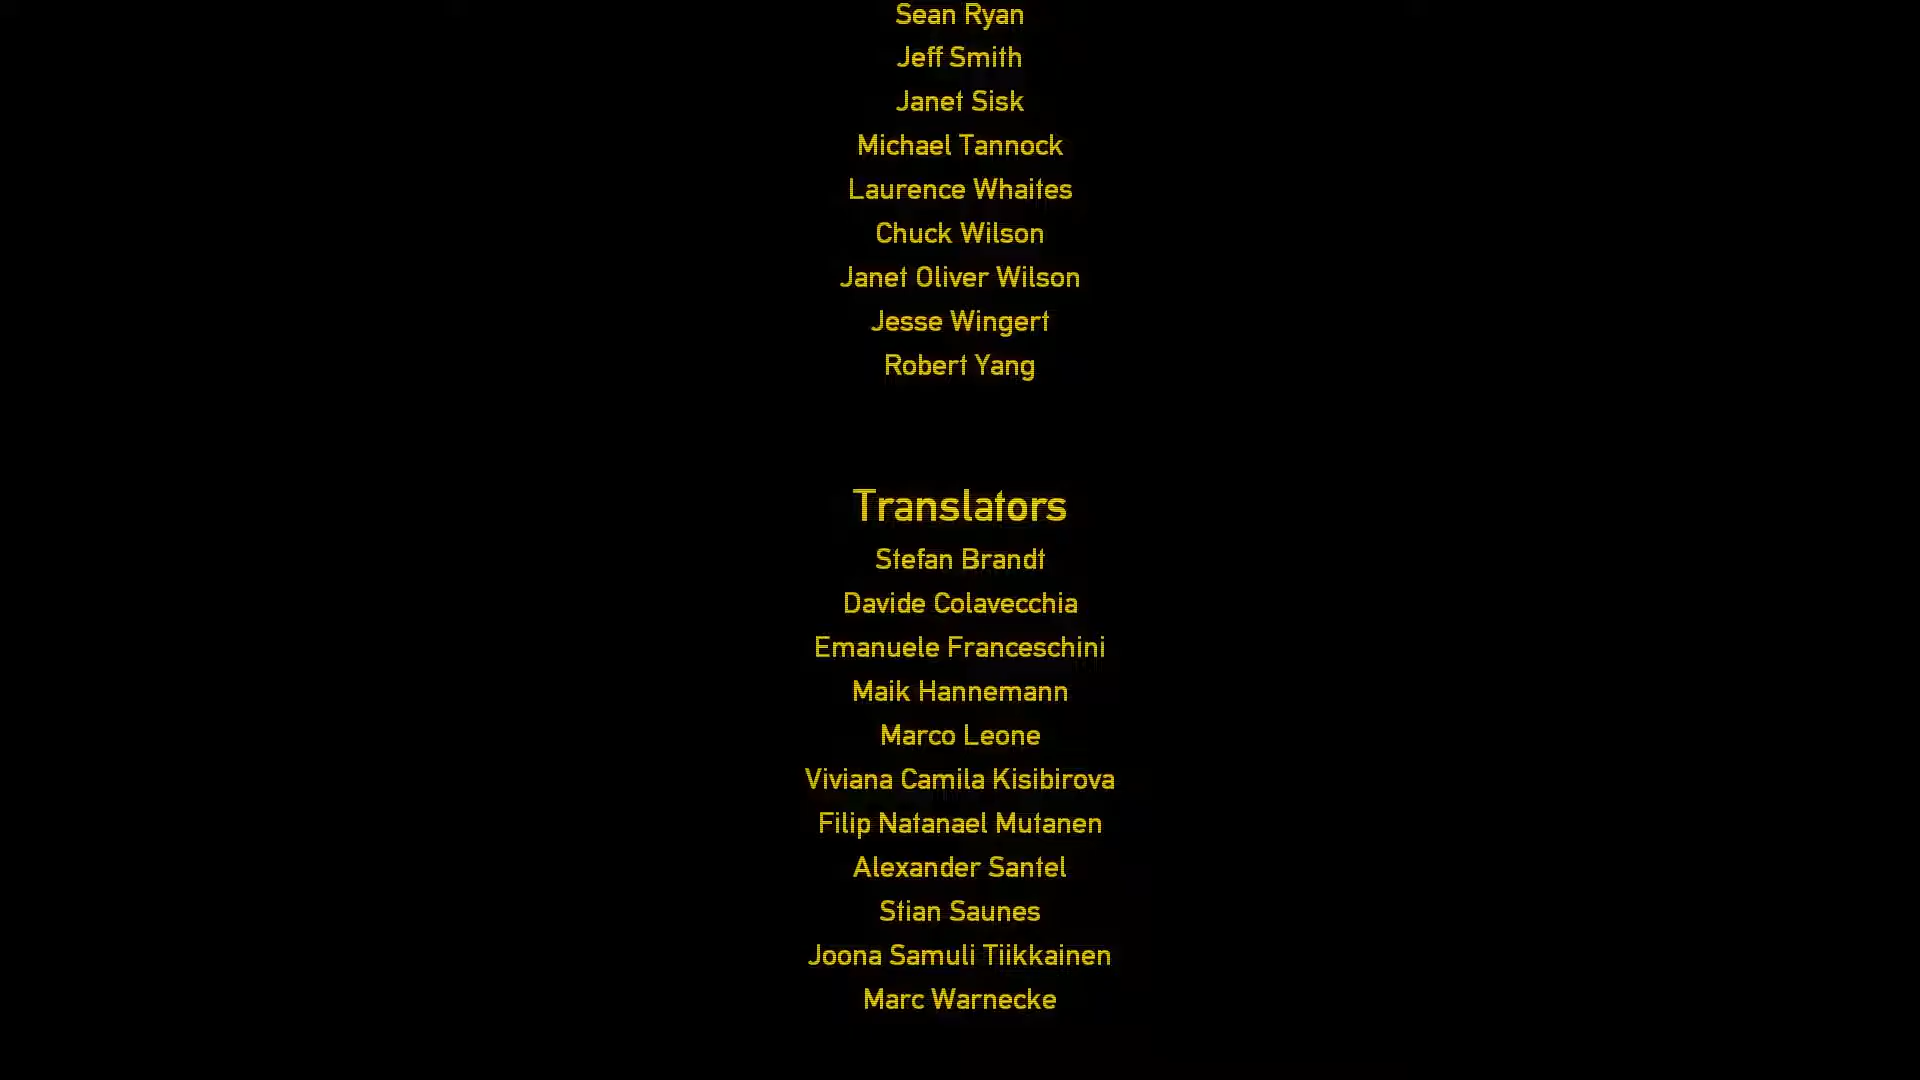 Sean Ryan
Jeff Smith
Janet Sisk
Michael Tannock
Laurence Whaites
Chuck Wilson
Janet Oliver Wilson
Jesse Wingert
Robert Yang
Translators
Stefan Brandt
Davide Colavecchia
Emanuele Franceschini
Maik Hannemann
Marco Leone
Viviana Camila Kisibirova
Filip Natanael Mutanen
Alexander Santel
Stian Saunes
Joona Samuli Tiikkainen
Marc Warnecke